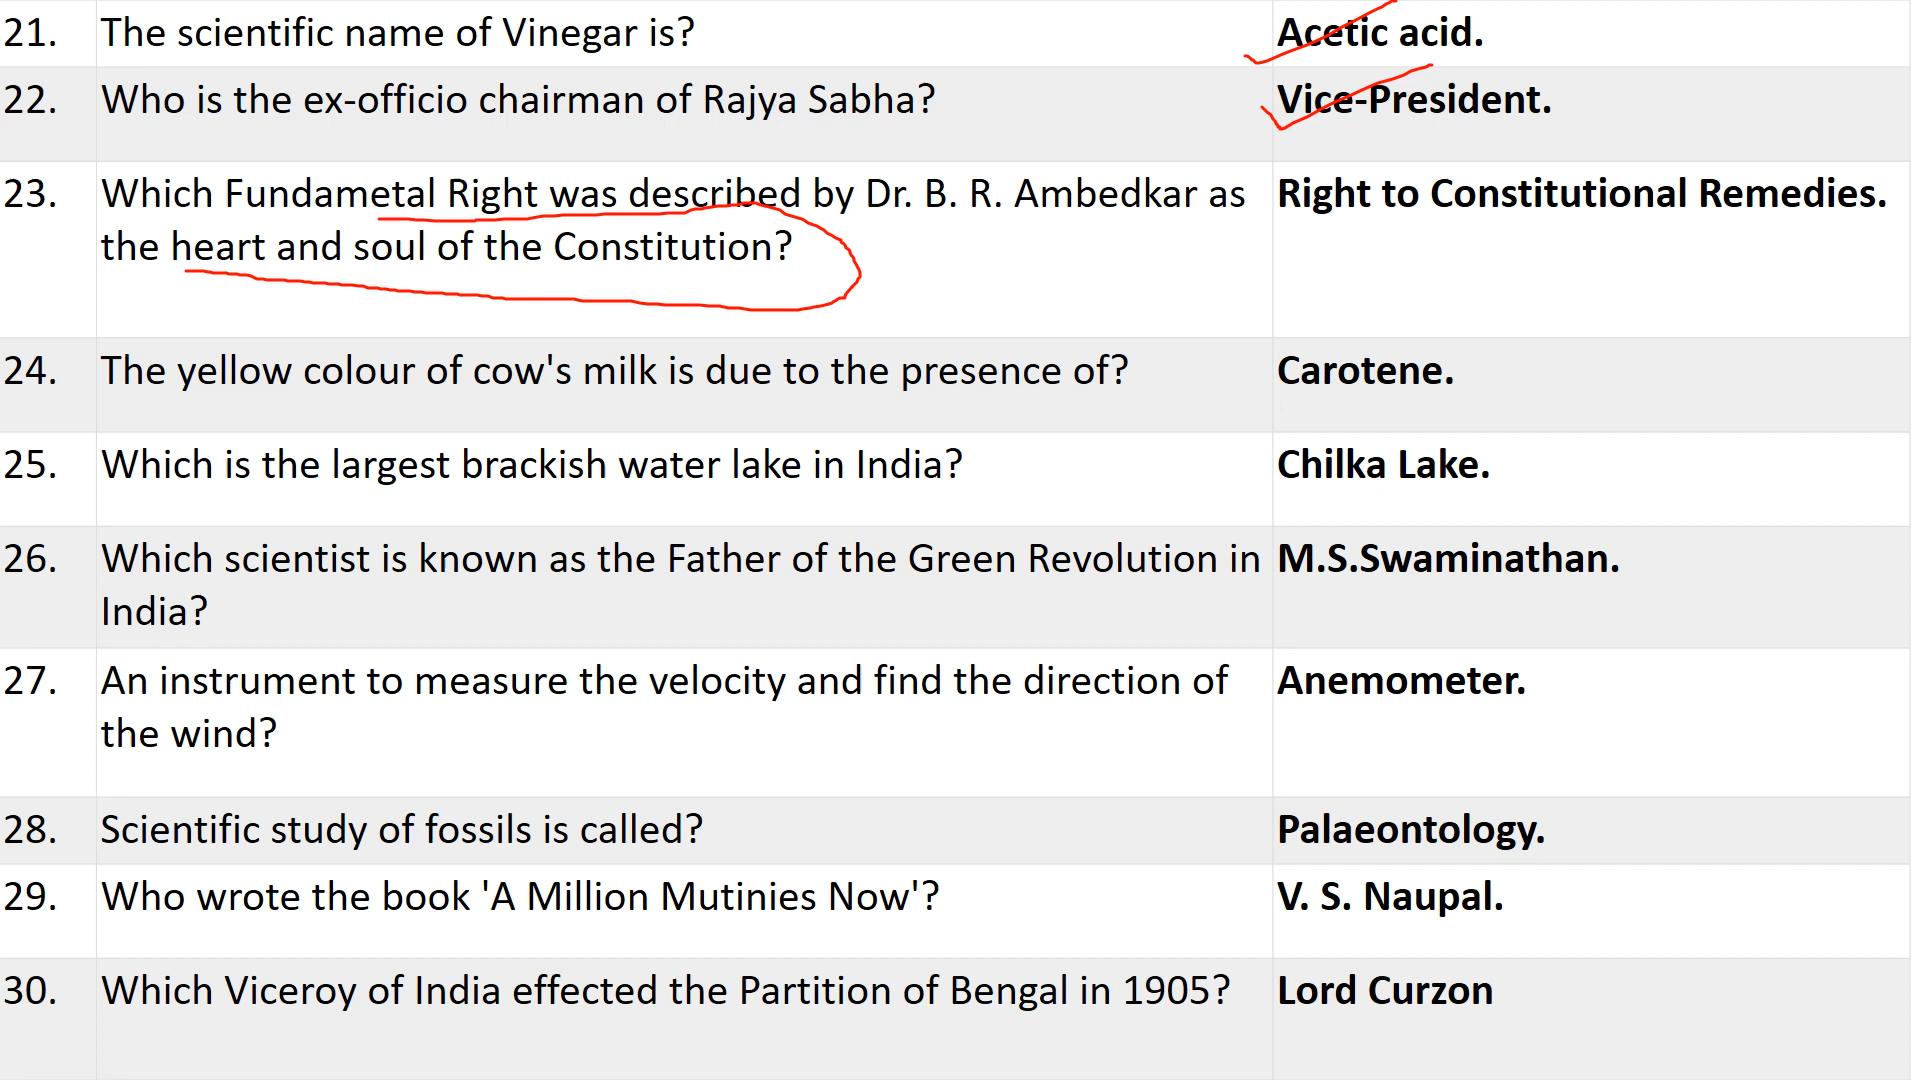 21. The scientific name of Vinegar is? Acetic acid.
22. Who is the ex-officio chairman of Rajya Sabha? Vice-President.
23. Which Fundametal Right was described by Dr. B. R. Ambedkar as Right to Constitutional Remedies.
the heart and soul of the Constitution?
24. The yellow colour of cow's milk is due to the presence of? Carotene.
25. Which is the largest brackish water lake in India? Chilka Lake.
26. Which scientist is known as the Father of the Green Revolution in M.S.Swaminathan.
India?
27. An instrument to measure the velocity and find the direction of Anemometer.
the wind?
28. Scientific study of fossils is called? Palaeontology.
29. Who wrote the book 'A Million Mutinies Now'? V. S. Naupal.
30. Which Viceroy of India effected the Partition of Bengal in 1905? Lord Curzon